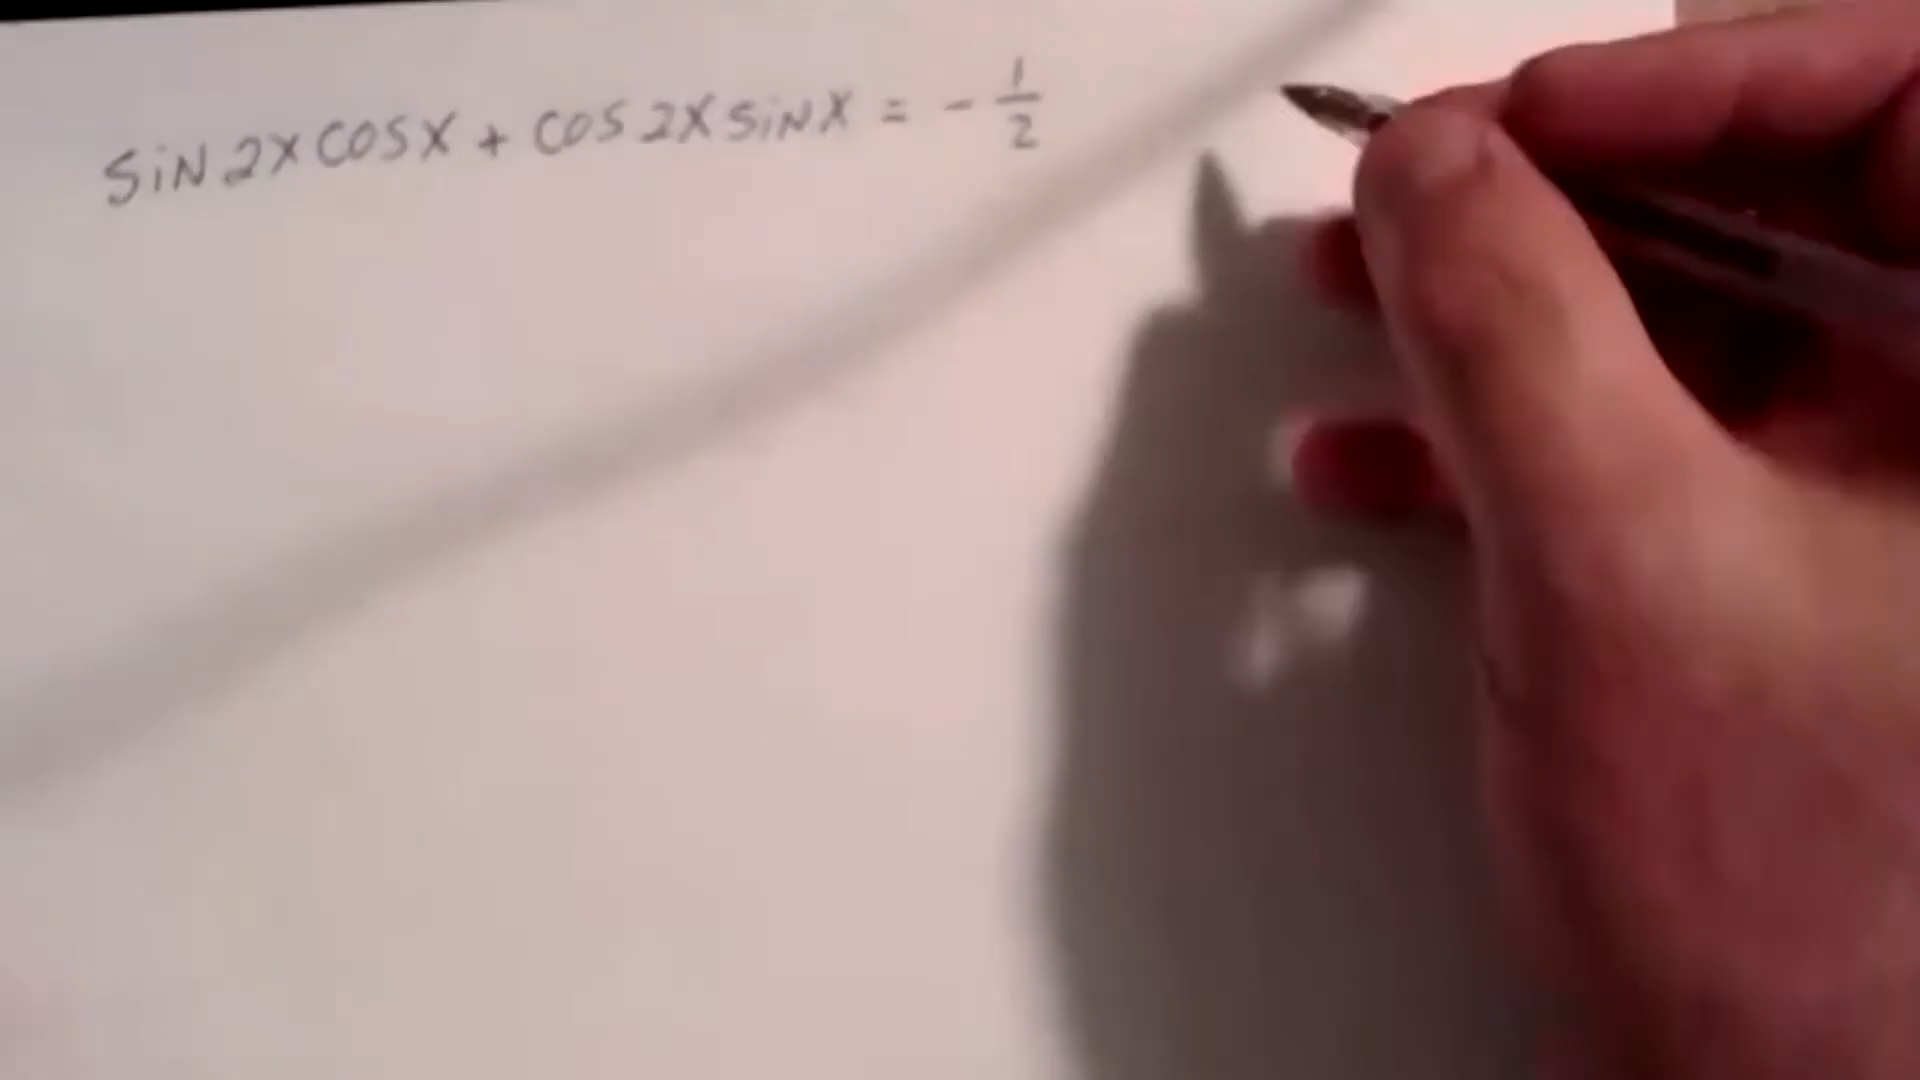 sin 2x cosx + cos 2x sinx = - 1/2